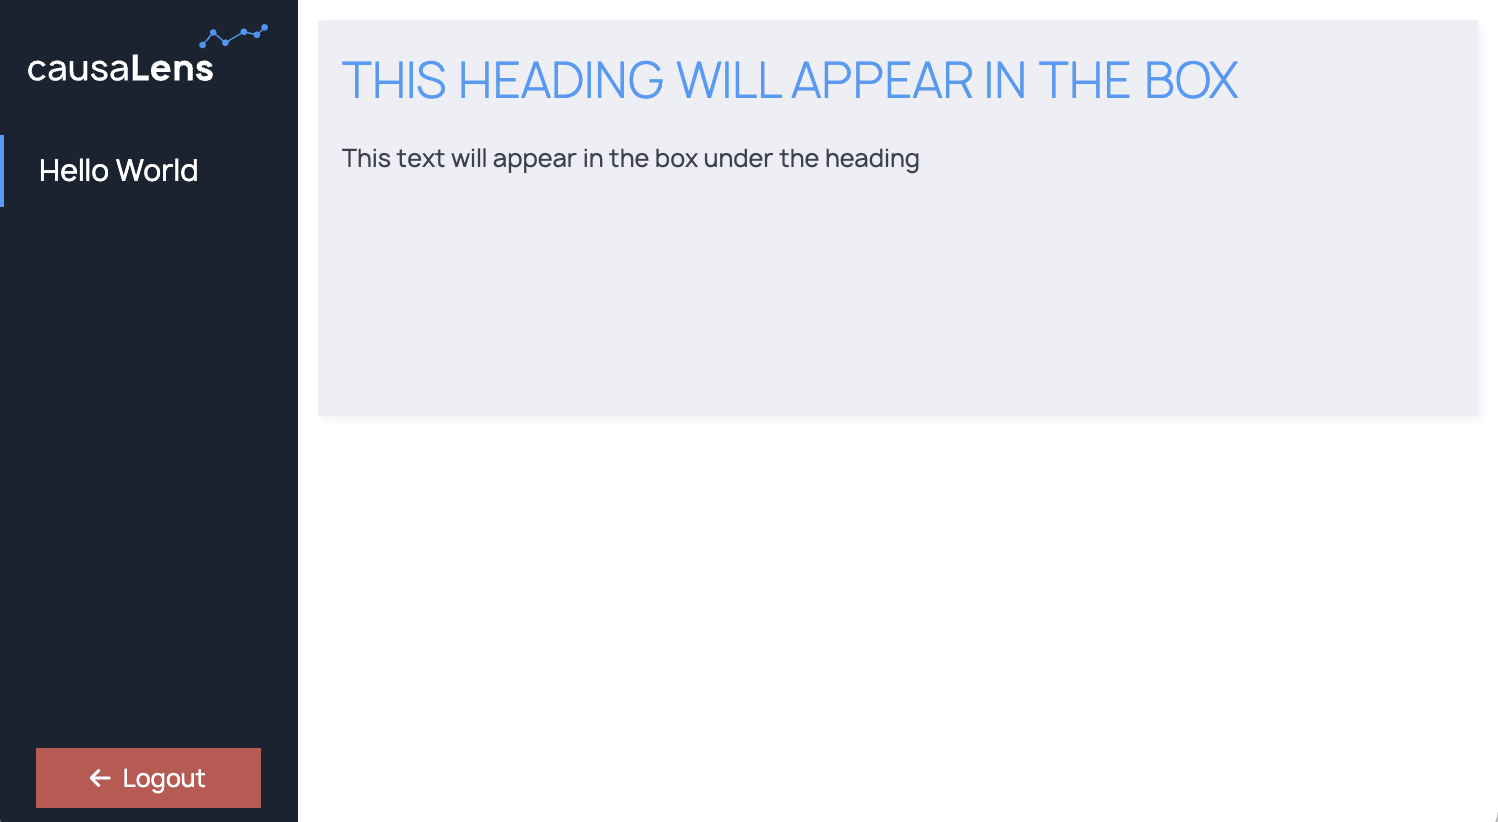 causaLens
Hello World
THIS HEADING WILL APPEAR IN THE BOX
This text will appear in the box under the heading
Logout